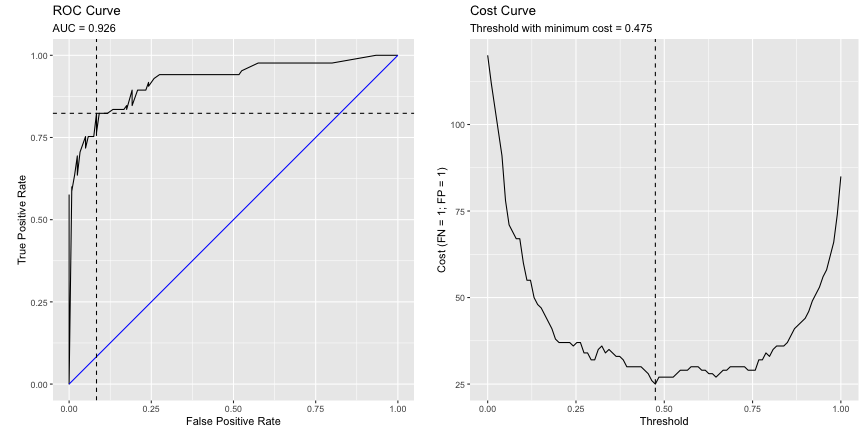 ROC Curve
AUC = 0.926
1.00
0.75
0.50
0.25
0.00
True Positive Rate
0.00 0.25 0.50 0.75 1.00
False Positive Rate
Cost Curve
Threshold with minimum cost = 0.475
100
75
50
25
Cost (FN = 1; FP = 1)
0.00 0.25 0.50 0.75 1.00
Threshold